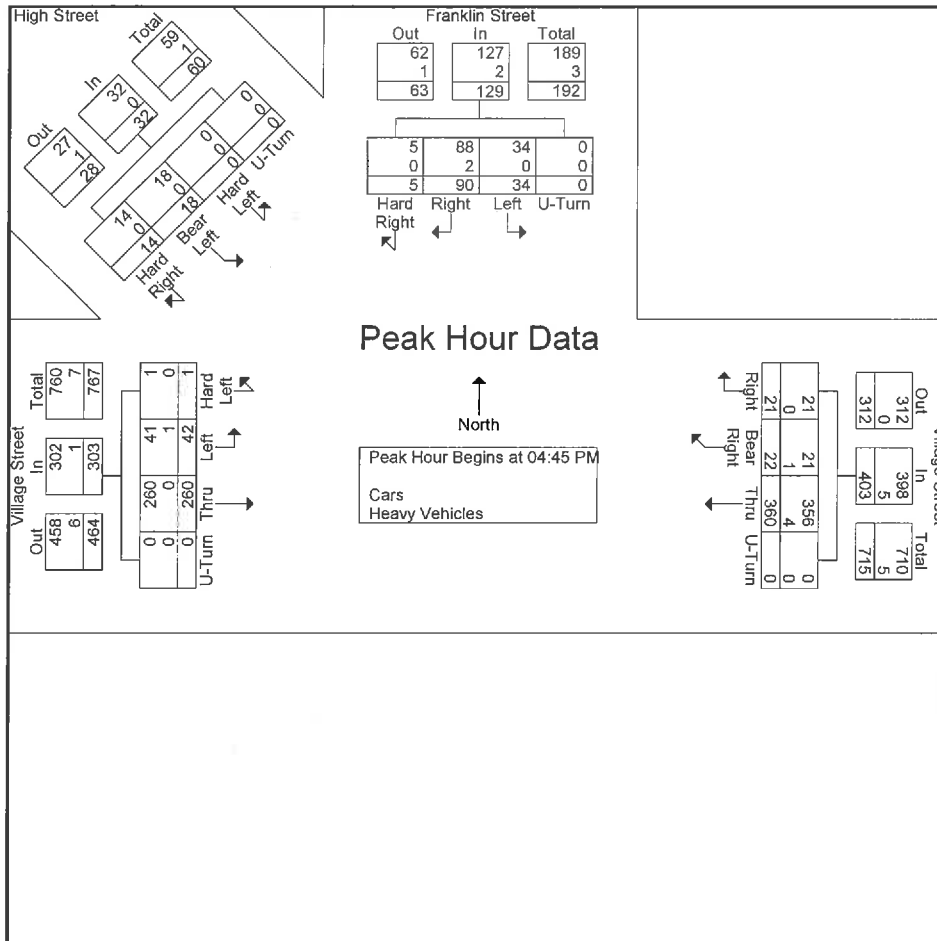 High Street
Total
59
1
60
In
32
0
32
Out
27
1
28
14 18 0 0
0 0 0 0
14 18 0 0
Hard Right
Bear Left
Hard Left
U-Turn
Franklin Street
Out In Total
62 127 189
1 2 3
63 129 192
5 88 34 0
0 2 0 0
5 90 34 0
Hard Right Left U-Turn
Right
Peak Hour Data
North
Peak Hour Begins at 04:45 PM
Cars
Heavy Vehicles
Village Street
Total
760
7
767
In
302
1
303
Out
458
6
464
1 0 1
Hard Left
41 1 42
Left
260 0 260
Thru
0 0 0
U-Turn
Right
21 0 21
Bear Right
21 1 22
Thru
356 4 360
U-Turn
0 0 0
Out
312
0
312
In
398
5
403
Total
710
5
715